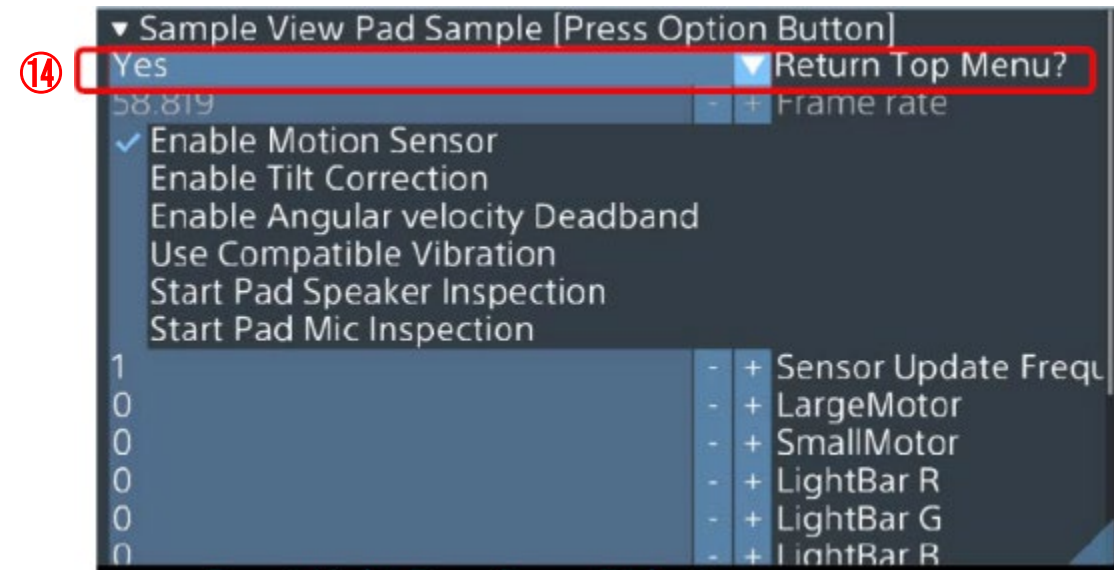 ▼ Sample View Pad Sample [Press Option Button]
⑭ Yes ▼ Return Top Menu?
58.819 - + Frame rate
✓ Enable Motion Sensor
Enable Tilt Correction
Enable Angular velocity Deadband
Use Compatible Vibration
Start Pad Speaker Inspection
Start Pad Mic Inspection
1 - + Sensor Update Frequ
0 - + LargeMotor
0 - + SmallMotor
0 - + LightBar R
0 - + LightBar G
0 - + LightBar B